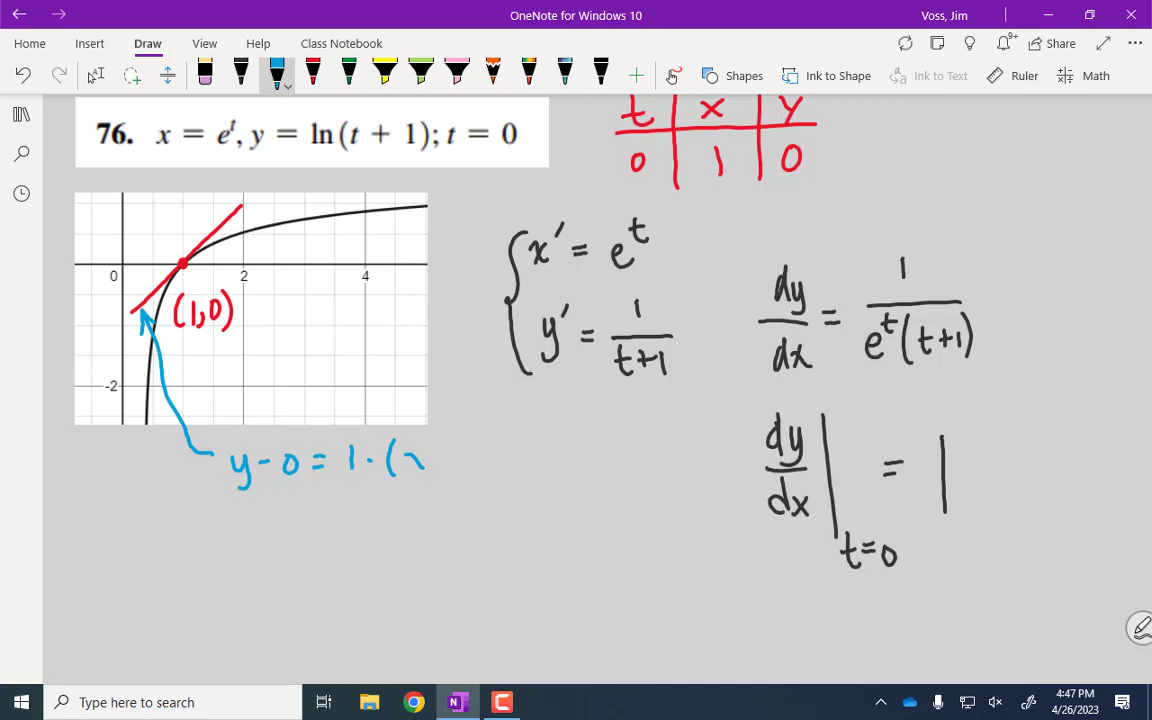 OneNote for Windows 10
Voss, Jim
Home Insert Draw View Help Class Notebook
9+ Share
Shapes Ink to Shape Ink to Text Ruler Math
t x y
0 1 0
76. x = e^t, y = ln(t + 1); t = 0
0 2 4
-2
(1,0)
x' = e^t
y' = 1/(t+1)
dy/dx = 1/(e^t(t+1))
dy/dx |t=0 = 1
y - 0 = 1 · (
Type here to search
4:47 PM
4/26/2023